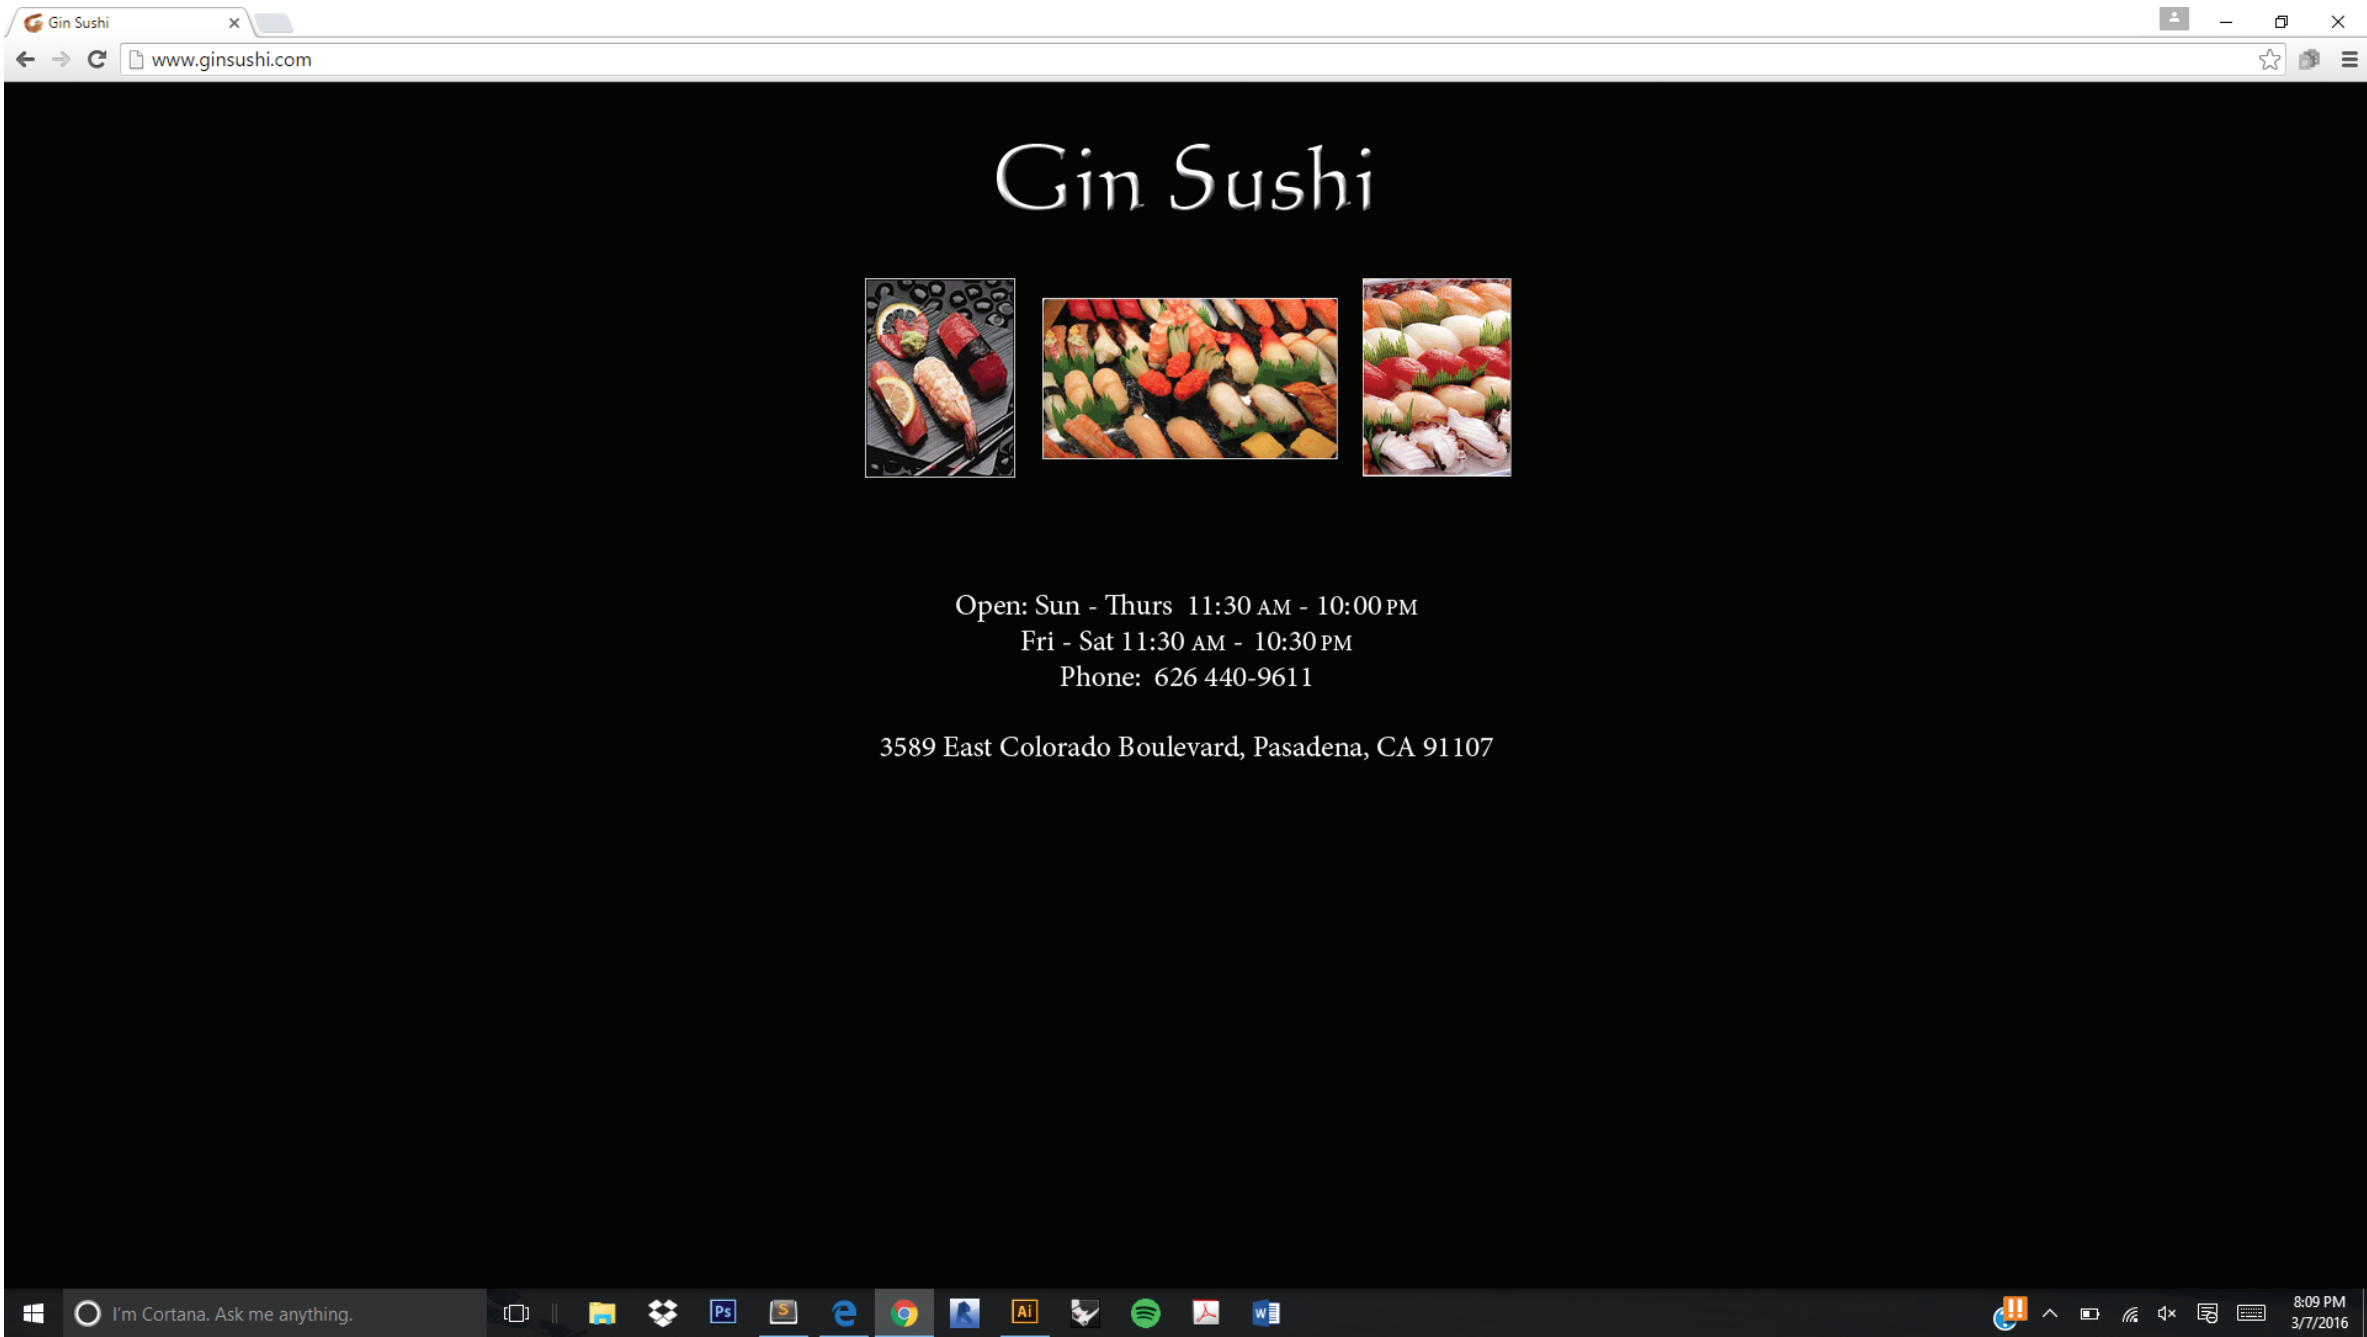 Gin Sushi
www.ginsushi.com
Gin Sushi
Open: Sun - Thurs  11:30 AM - 10:00 PM
Fri - Sat 11:30 AM -  10:30 PM
Phone:  626 440-9611
3589 East Colorado Boulevard, Pasadena, CA 91107
I'm Cortana. Ask me anything.
Ps
S
Ai
W
8:09 PM
3/7/2016